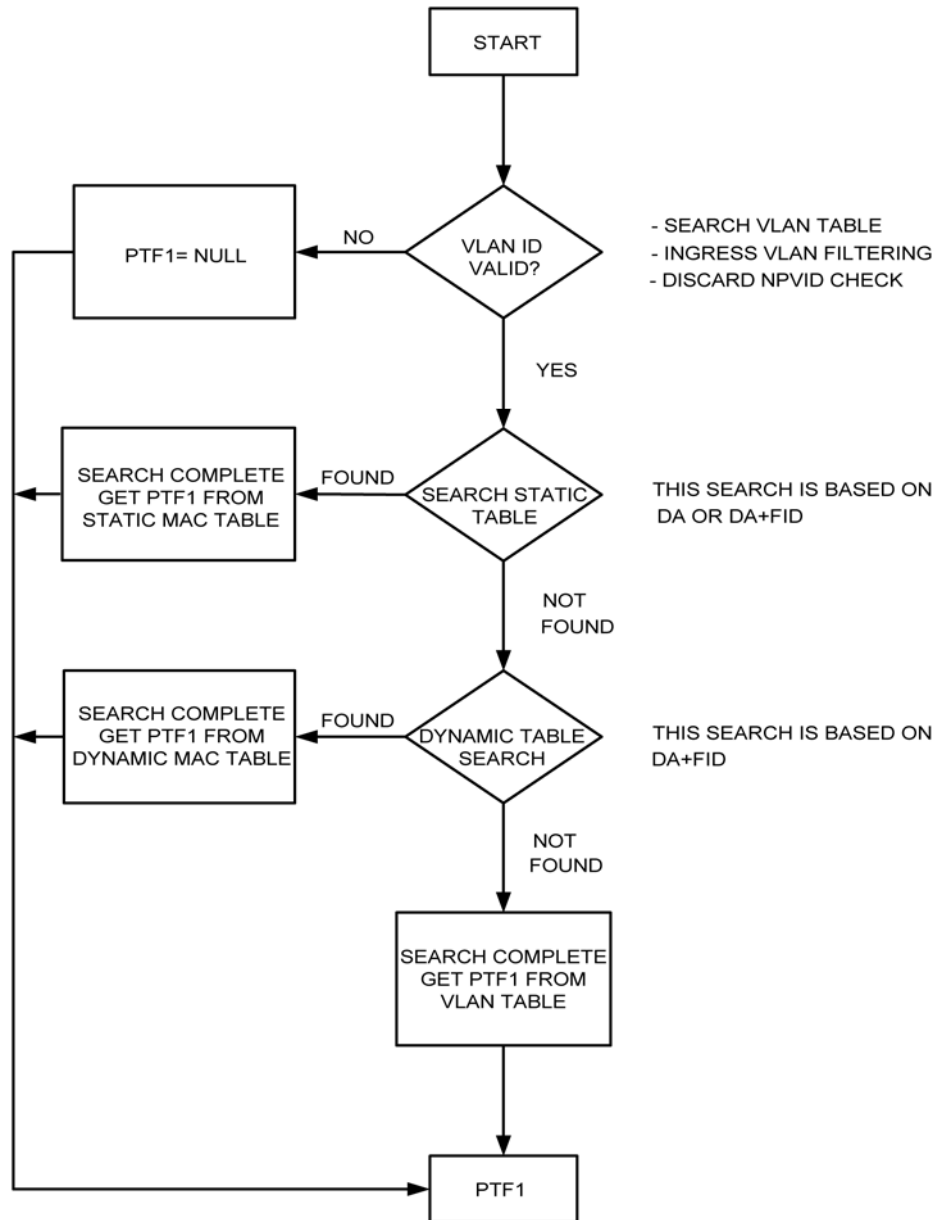 START
PTF1= NULL
NO
VLAN ID
VALID?
- SEARCH VLAN TABLE
- INGRESS VLAN FILTERING
- DISCARD NPVID CHECK
YES
SEARCH COMPLETE
GET PTF1 FROM
STATIC MAC TABLE
FOUND
SEARCH STATIC
TABLE
THIS SEARCH IS BASED ON
DA OR DA+FID
NOT
FOUND
SEARCH COMPLETE
GET PTF1 FROM
DYNAMIC MAC TABLE
FOUND
DYNAMIC TABLE
SEARCH
THIS SEARCH IS BASED ON
DA+FID
NOT
FOUND
SEARCH COMPLETE
GET PTF1 FROM
VLAN TABLE
PTF1